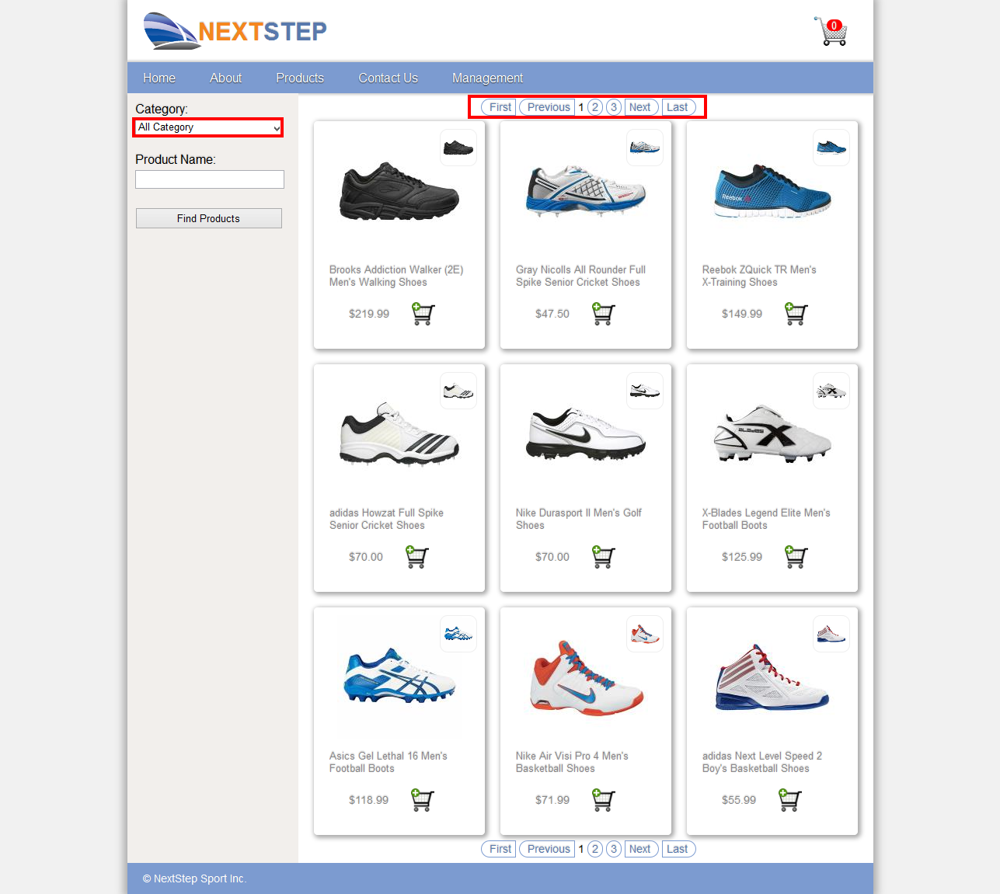 NEXTSTEP
0
Home About Products Contact Us Management
Category:
All Category
Product Name:
Find Products
First Previous 1 2 3 Next Last
Brooks Addiction Walker (2E)
Men's Walking Shoes
$219.99
Gray Nicolls All Rounder Full
Spike Senior Cricket Shoes
$47.50
Reebok
Reebok ZQuick TR Men's
X-Training Shoes
$149.99
adidas Howzat Full Spike
Senior Cricket Shoes
$70.00
Nike Durasport II Men's Golf
Shoes
$70.00
X-Blades Legend Elite Men's
Football Boots
$125.99
Asics Gel Lethal 16 Men's
Football Boots
$118.99
Nike Air Visi Pro 4 Men's
Basketball Shoes
$71.99
adidas Next Level Speed 2
Boy's Basketball Shoes
$55.99
First Previous 1 2 3 Next Last
© NextStep Sport Inc.